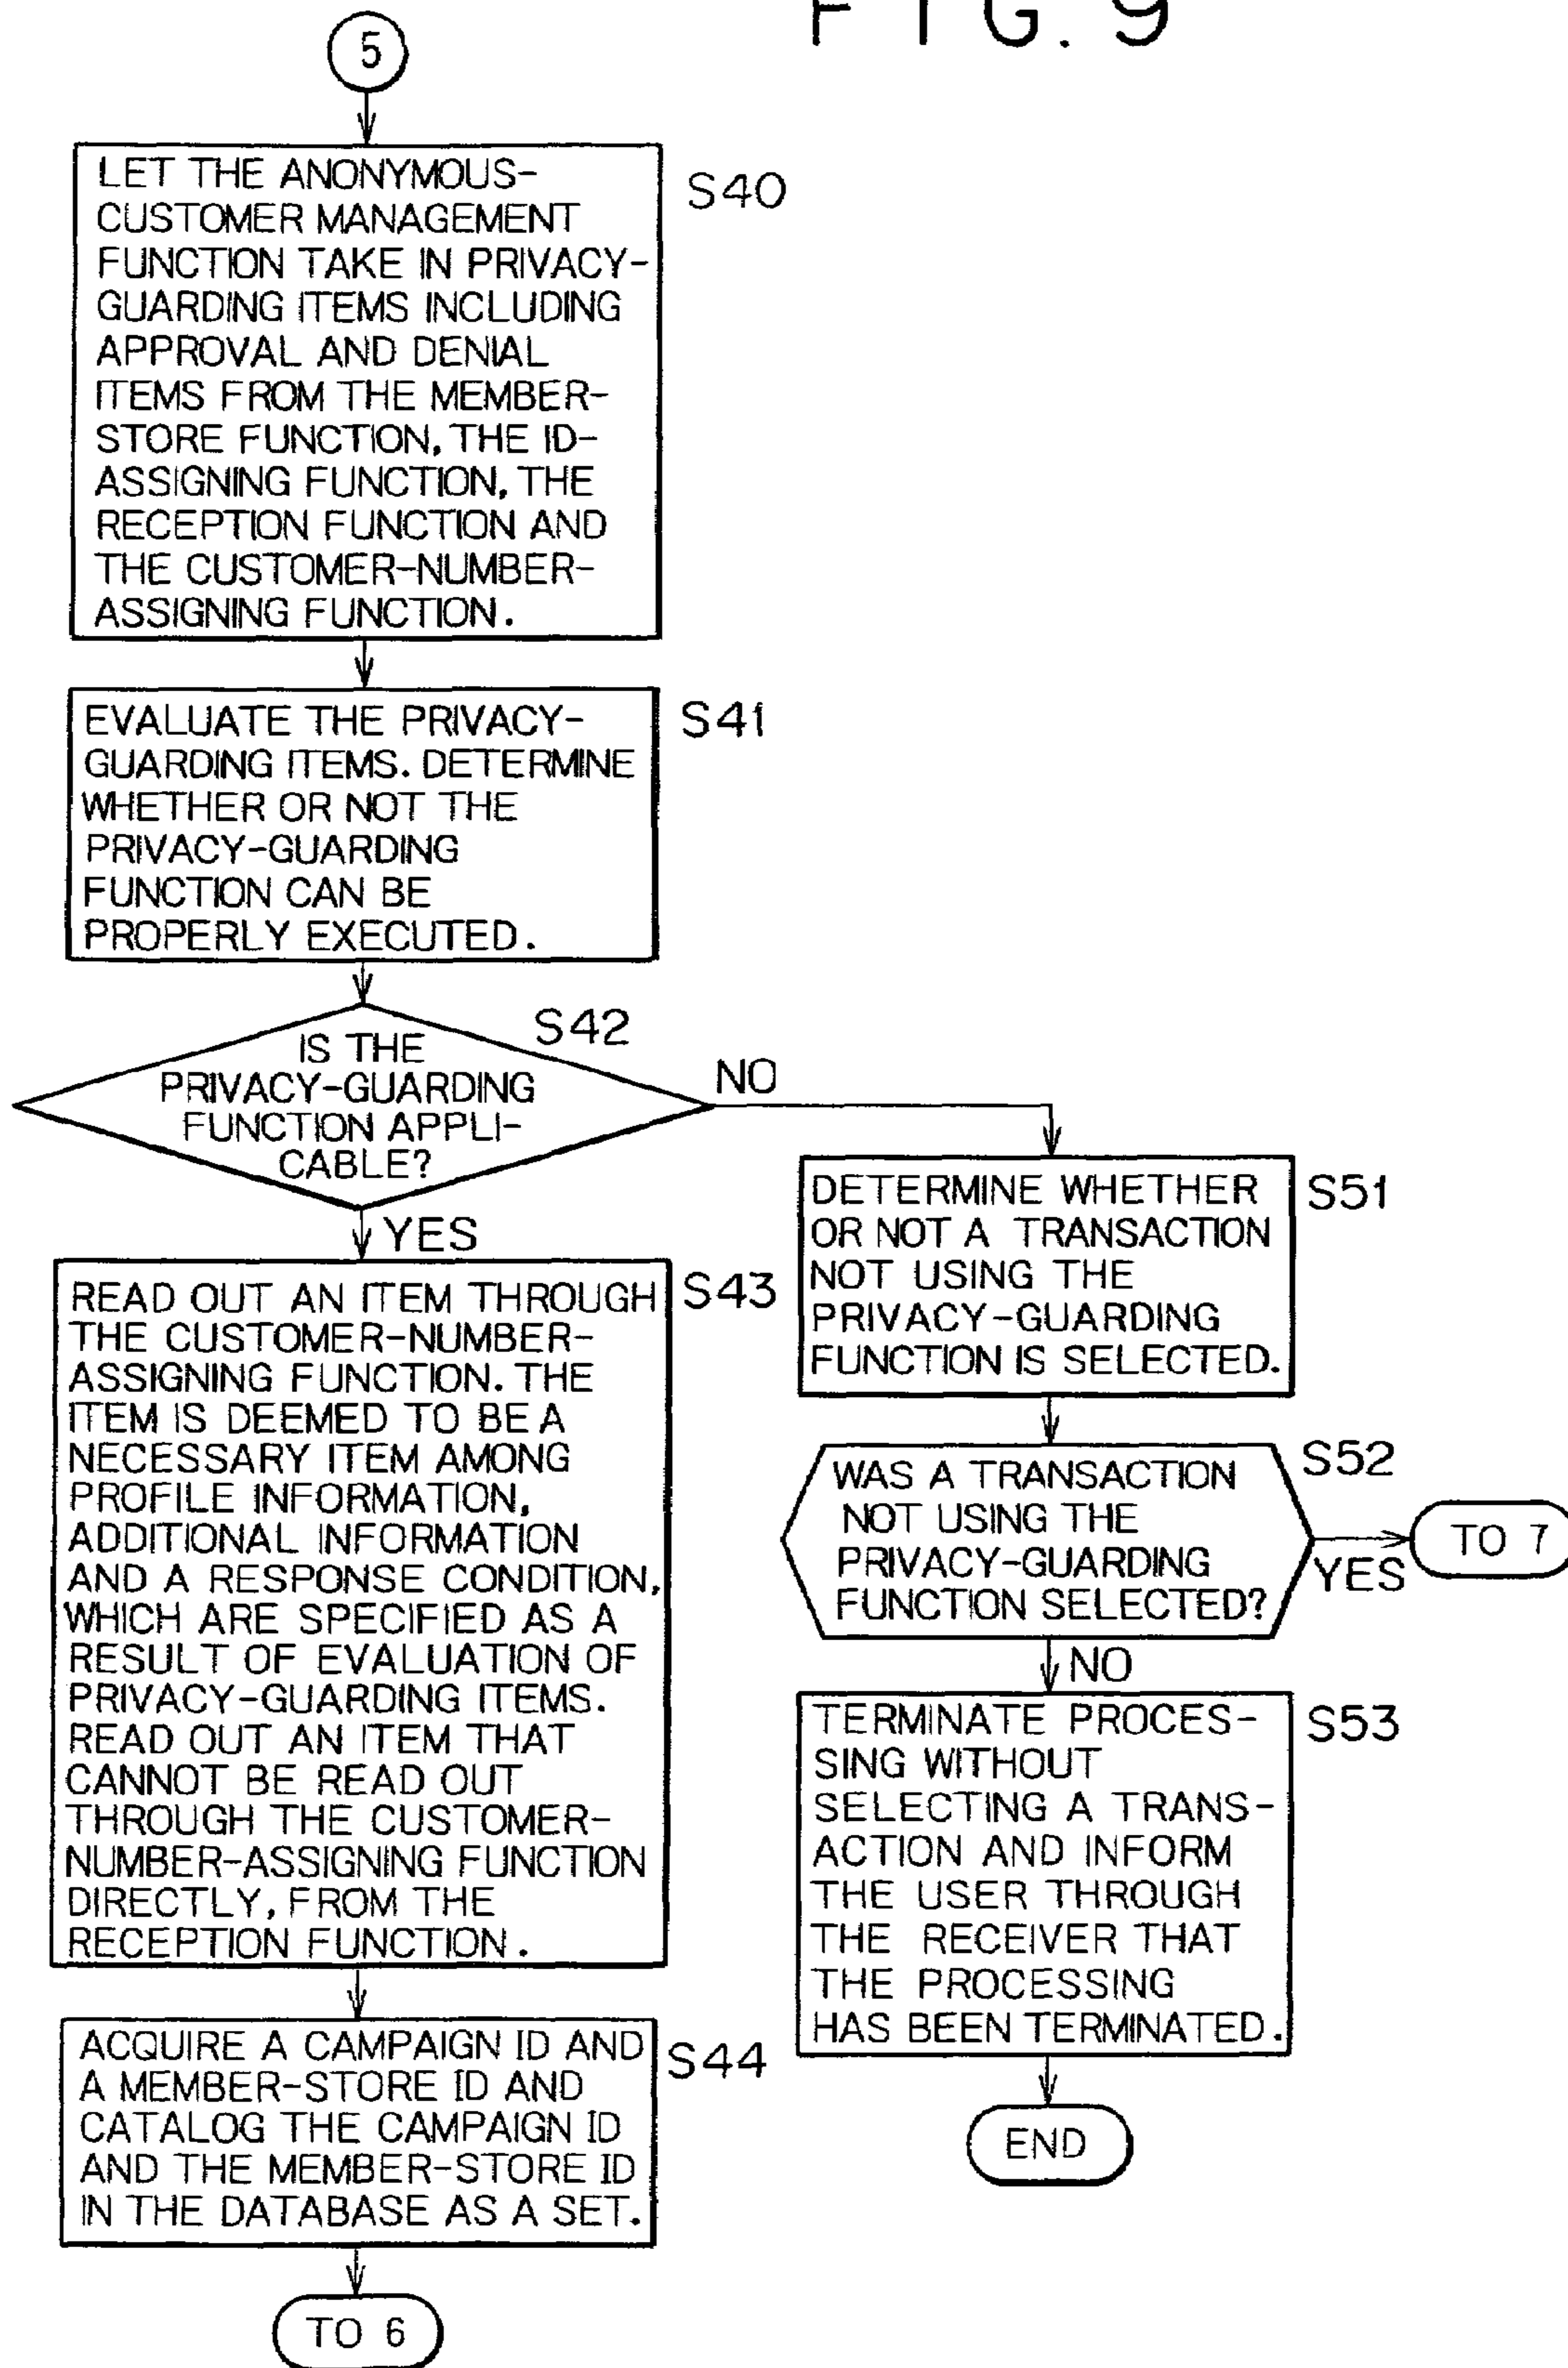 FIG. 9
5
LET THE ANONYMOUS-
CUSTOMER MANAGEMENT
FUNCTION TAKE IN PRIVACY-
GUARDING ITEMS INCLUDING
APPROVAL AND DENIAL
ITEMS FROM THE MEMBER-
STORE FUNCTION, THE ID-
ASSIGNING FUNCTION, THE
RECEPTION FUNCTION AND
THE CUSTOMER-NUMBER-
ASSIGNING FUNCTION.
S40
EVALUATE THE PRIVACY-
GUARDING ITEMS. DETERMINE
WHETHER OR NOT THE
PRIVACY-GUARDING
FUNCTION CAN BE
PROPERLY EXECUTED.
S41
S42
IS THE
PRIVACY-GUARDING
FUNCTION APPLI-
CABLE?
NO
YES
READ OUT AN ITEM THROUGH
THE CUSTOMER-NUMBER-
ASSIGNING FUNCTION. THE
ITEM IS DEEMED TO BE A
NECESSARY ITEM AMONG
PROFILE INFORMATION,
ADDITIONAL INFORMATION
AND A RESPONSE CONDITION,
WHICH ARE SPECIFIED AS A
RESULT OF EVALUATION OF
PRIVACY-GUARDING ITEMS.
READ OUT AN ITEM THAT
CANNOT BE READ OUT
THROUGH THE CUSTOMER-
NUMBER-ASSIGNING FUNCTION
DIRECTLY, FROM THE
RECEPTION FUNCTION.
S43
ACQUIRE A CAMPAIGN ID AND
A MEMBER-STORE ID AND
CATALOG THE CAMPAIGN ID
AND THE MEMBER-STORE ID
IN THE DATABASE AS A SET.
S44
TO 6
DETERMINE WHETHER
OR NOT A TRANSACTION
NOT USING THE
PRIVACY-GUARDING
FUNCTION IS SELECTED.
S51
WAS A TRANSACTION
NOT USING THE
PRIVACY-GUARDING
FUNCTION SELECTED?
S52
YES
TO 7
NO
TERMINATE PROCES-
SING WITHOUT
SELECTING A TRANS-
ACTION AND INFORM
THE USER THROUGH
THE RECEIVER THAT
THE PROCESSING
HAS BEEN TERMINATED.
S53
END